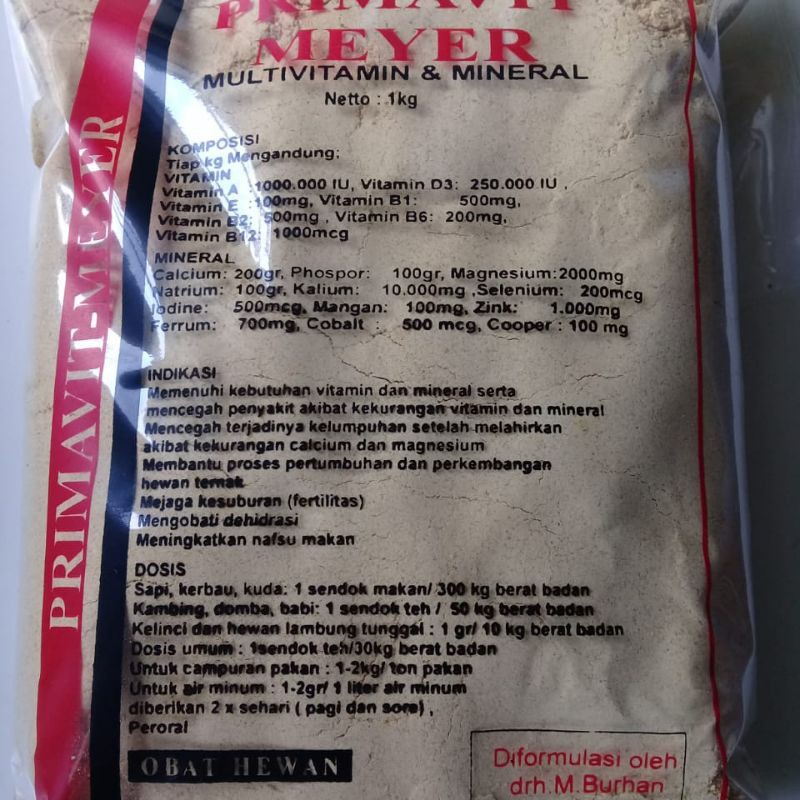 PRIMAVIT
MEYER
MULTIVITAMIN & MINERAL
Netto : 1kg
PRIMAVIT-MEYER
KOMPOSISI
Tiap kg Mengandung:
VITAMIN
Vitamin A : 1000.000 IU, Vitamin D3: 250.000 IU ,
Vitamin E : 100mg, Vitamin B1: 500mg,
Vitamin B2: 500mg , Vitamin B6: 200mg,
Vitamin B12: 1000mcg
MINERAL
Calcium: 200gr, Phospor: 100gr, Magnesium:2000mg
Natrium: 100gr, Kalium: 10.000mg ,Selenium: 200mcg
Iodine: 500mcg, Mangan: 100mg, Zink: 1.000mg
Ferrum: 700mg, Cobalt : 500 mcg, Cooper : 100 mg
INDIKASI
Memenuhi kebutuhan vitamin dan mineral serta
mencegah penyakit akibat kekurangan vitamin dan mineral
Mencegah terjadinya kelumpuhan setelah melahirkan
akibat kekurangan calcium dan magnesium
Membantu proses pertumbuhan dan perkembangan
hewan ternak
Mejaga kesuburan (fertilitas)
Mengobati dehidrasi
Meningkatkan nafsu makan
DOSIS
Sapi, kerbau, kuda: 1 sendok makan/ 300 kg berat badan
Kambing, domba, babi: 1 sendok teh / 50 kg berat badan
Kelinci dan hewan lambung tunggal : 1 gr/ 10 kg berat badan
Dosis umum : 1sendok teh/30kg berat badan
Untuk campuran pakan : 1-2kg/ ton pakan
Untuk air minum : 1-2gr/ 1 liter air minum
diberikan 2 x sehari ( pagi dan sore) ,
Peroral
OBAT HEWAN
Diformulasi oleh
drh.M.Burhan